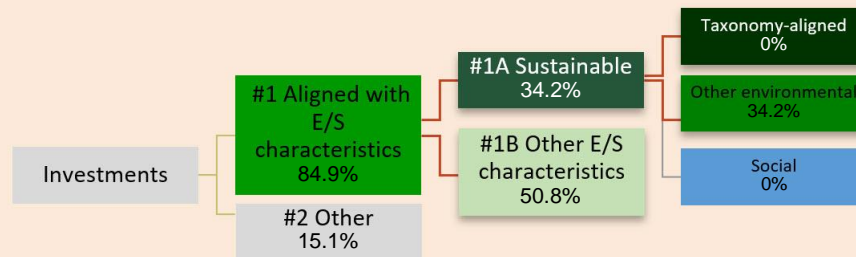 Investments
#1 Aligned with
E/S
characteristics
84.9%
#2 Other
15.1%
#1A Sustainable
34.2%
#1B Other E/S
characteristics
50.8%
Taxonomy-aligned
0%
Other environmental
34.2%
Social
0%